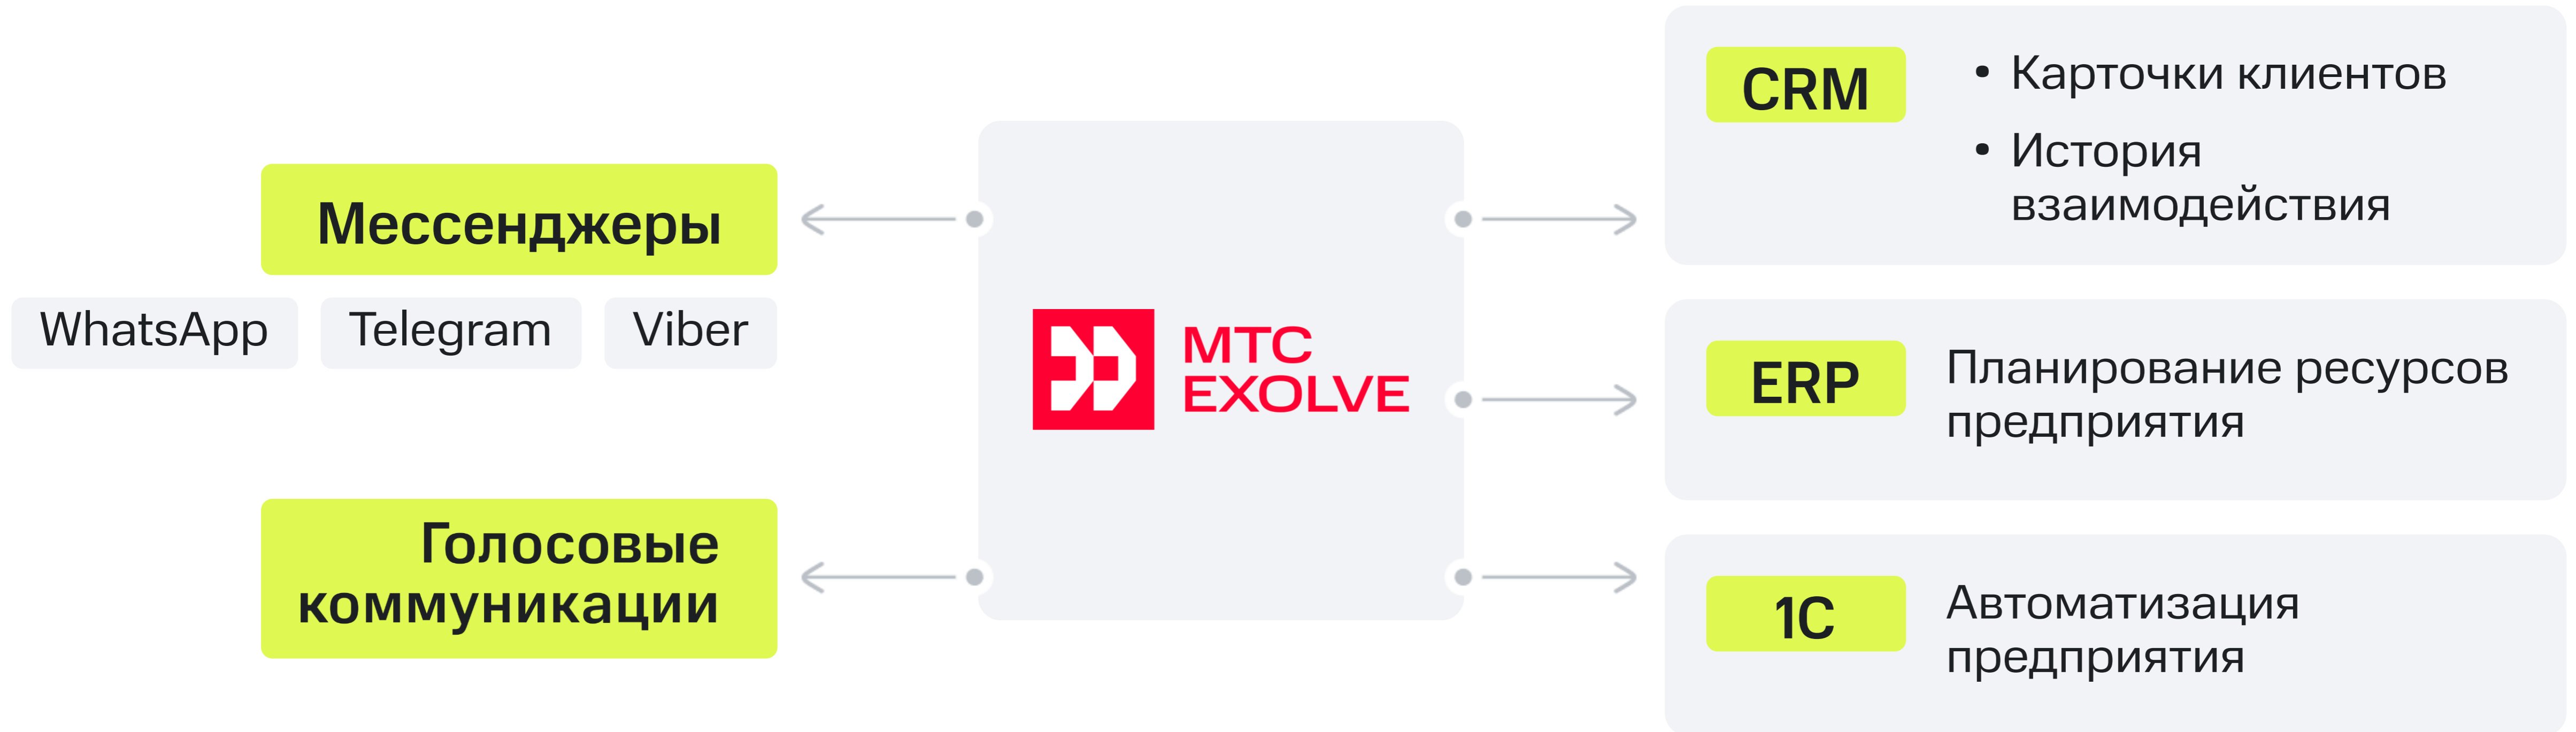 Мессенджеры
WhatsApp Telegram Viber
Голосовые
коммуникации
МТС
EXOLVE
CRM
• Карточки клиентов
• История
взаимодействия
ERP
Планирование ресурсов
предприятия
1С
Автоматизация
предприятия